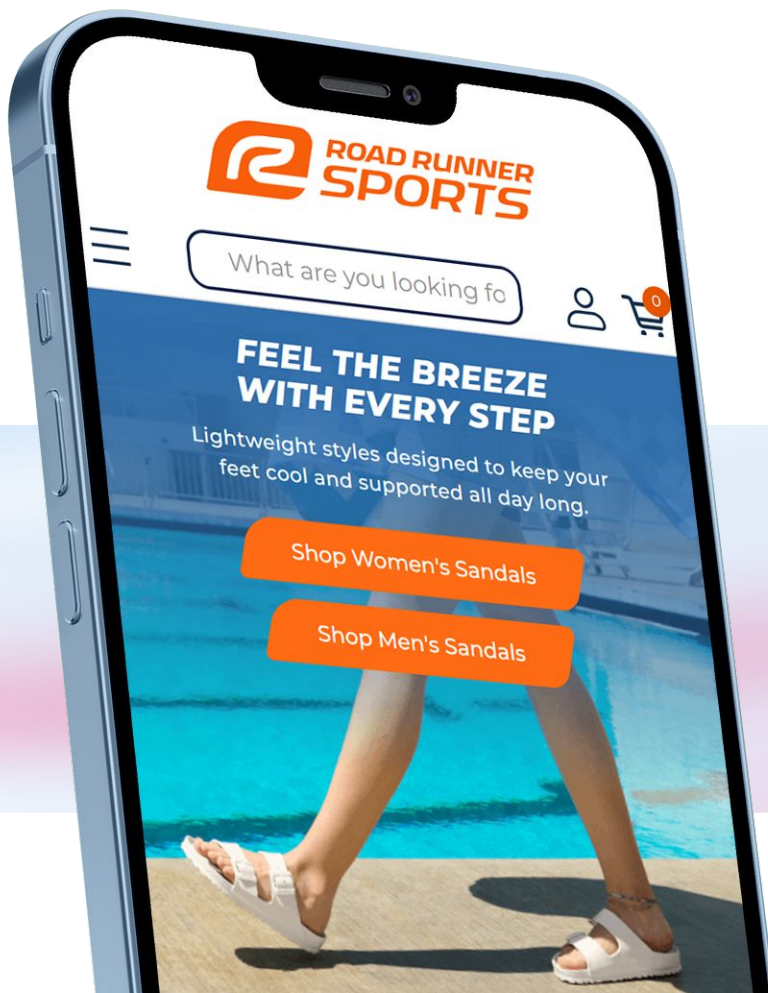 ROAD RUNNER
SPORTS
What are you looking fo
0
FEEL THE BREEZE
WITH EVERY STEP
Lightweight styles designed to keep your
feet cool and supported all day long.
Shop Women's Sandals
Shop Men's Sandals